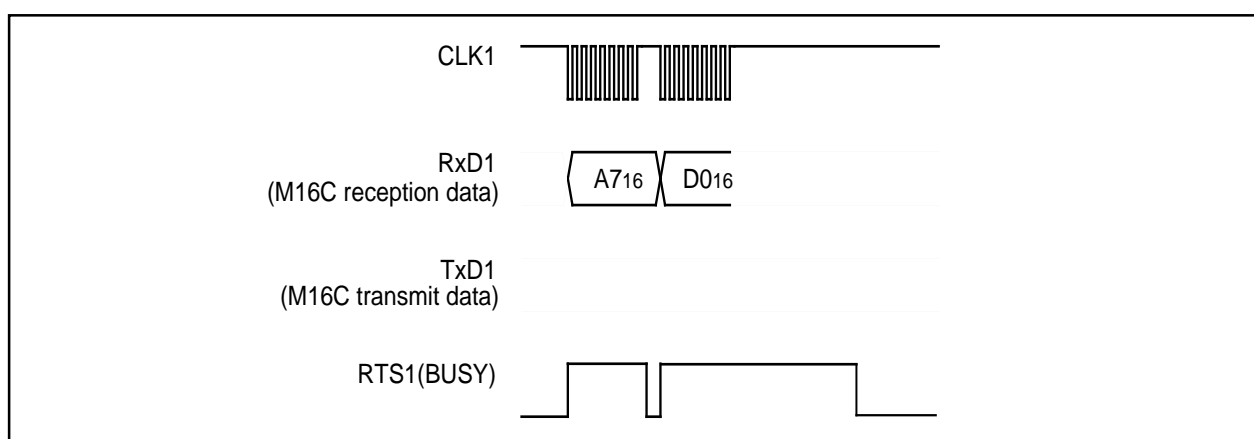 CLK1
RxD1
(M16C reception data)
A716
D016
TxD1
(M16C transmit data)
RTS1(BUSY)